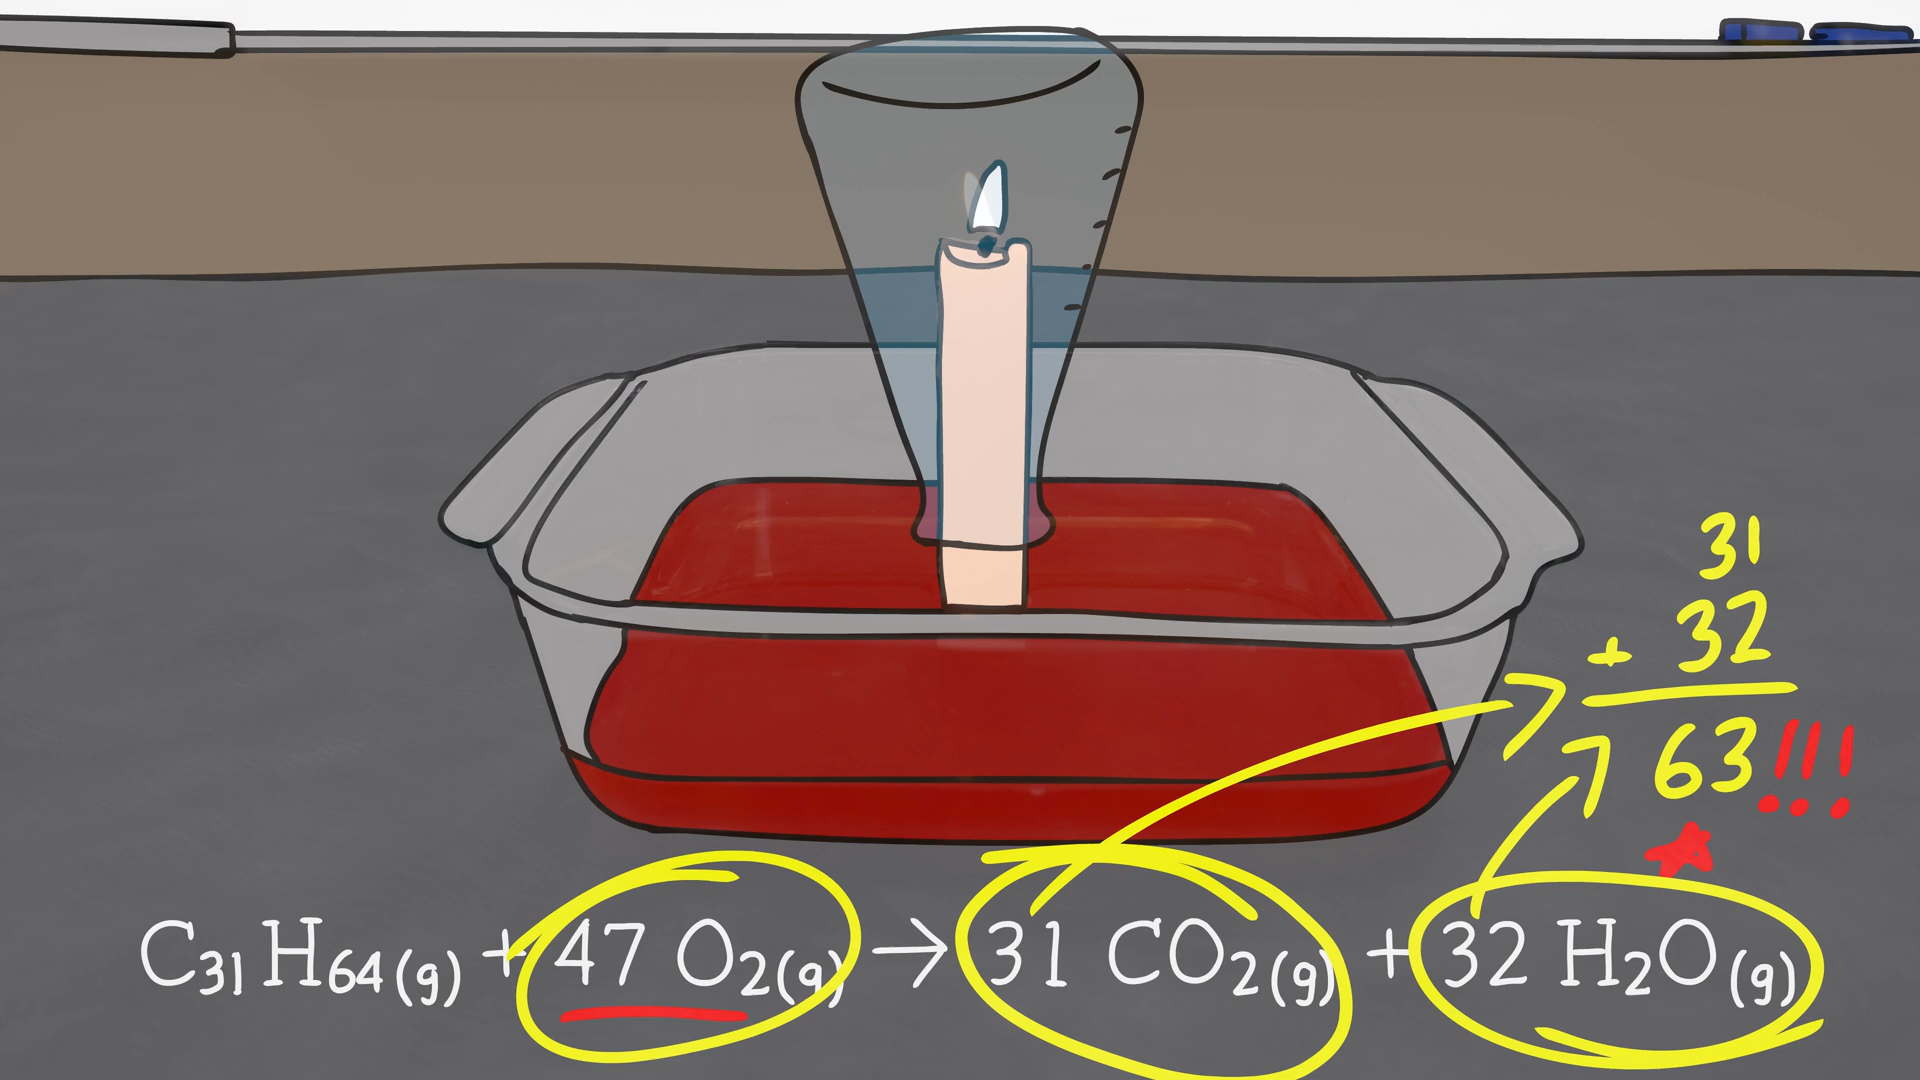 31
+ 32
63!!!
C₃₁H₆₄(g) + 47 O₂(g) → 31 CO₂(g) + 32 H₂O(g)